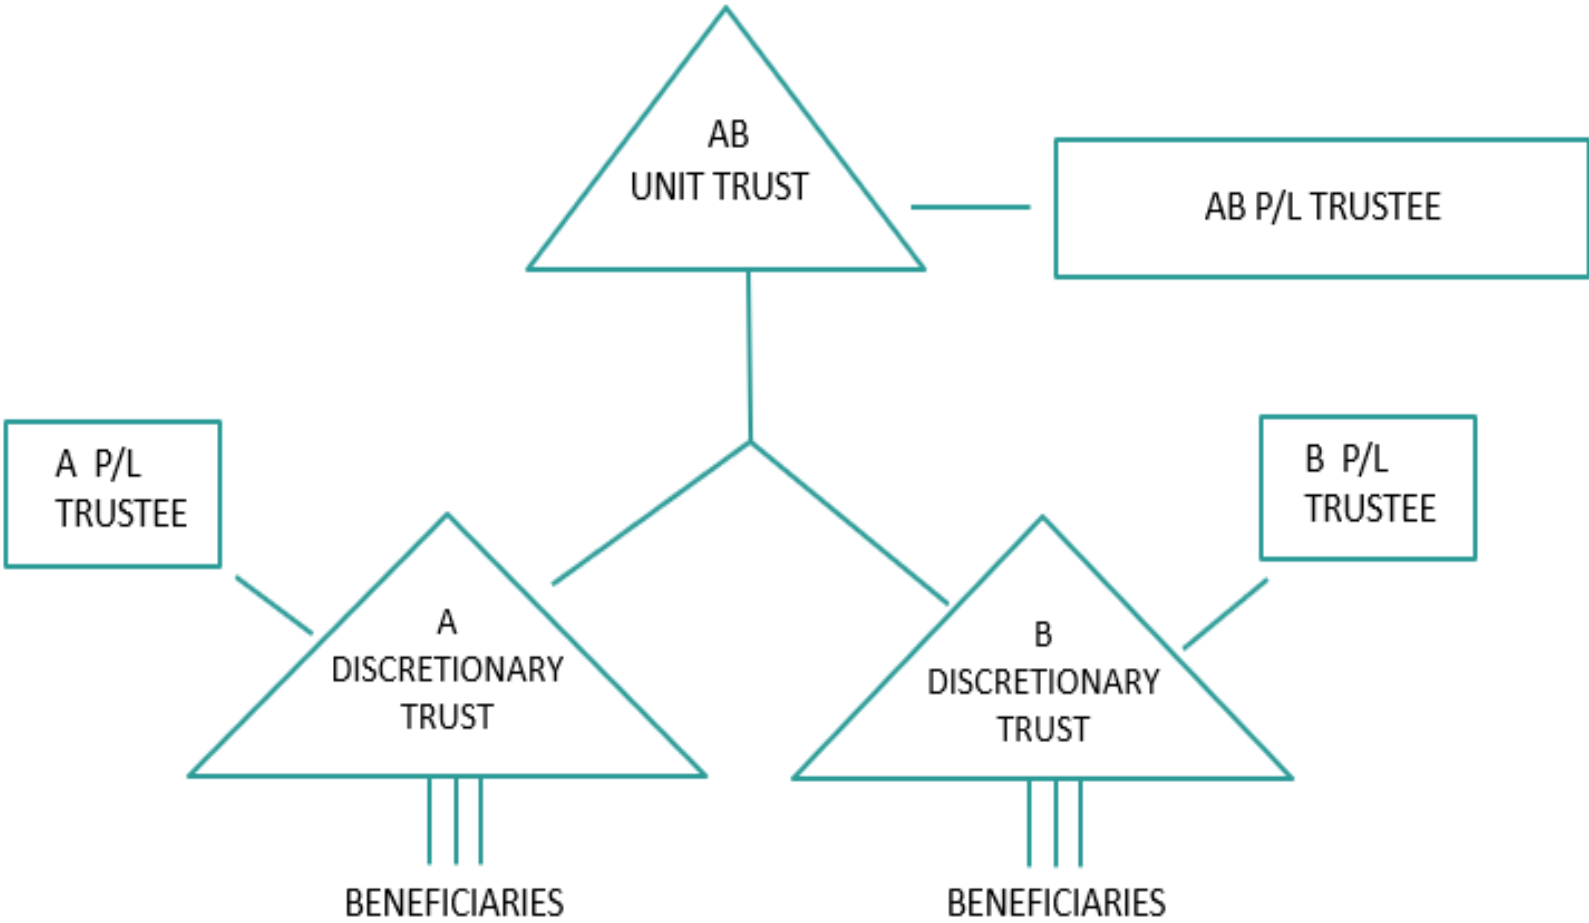 AB
UNIT TRUST
AB P/L TRUSTEE
A P/L
TRUSTEE
B P/L
TRUSTEE
A
DISCRETIONARY
TRUST
B
DISCRETIONARY
TRUST
BENEFICIARIES
BENEFICIARIES